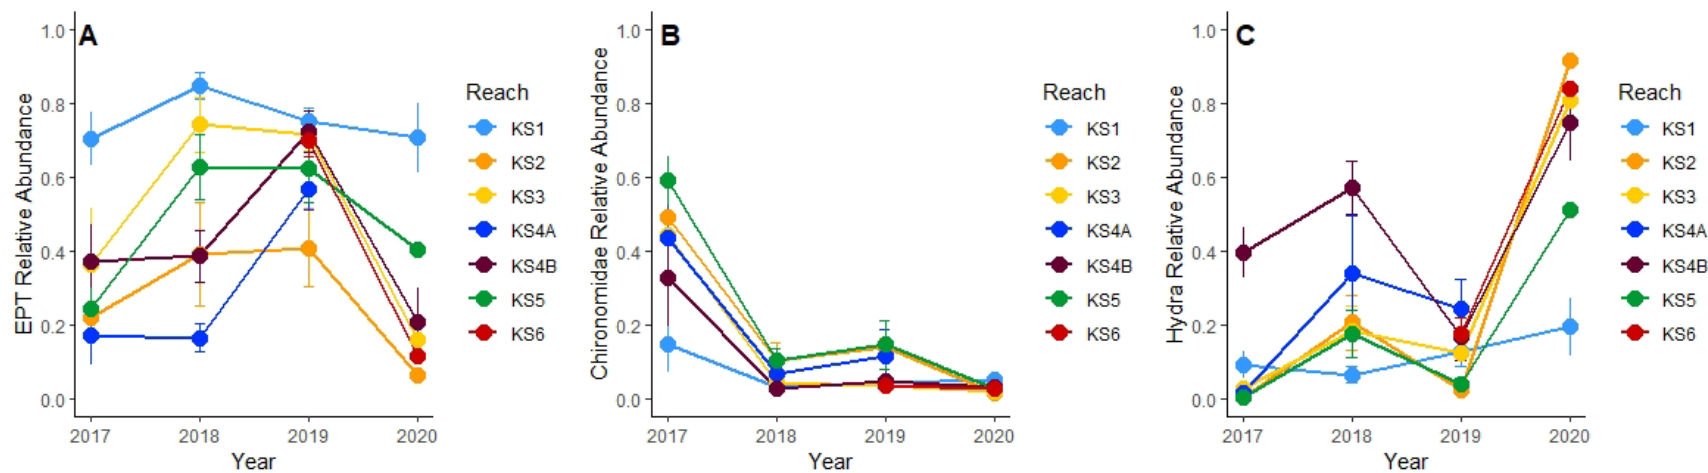 A
EPT Relative Abundance
1.0
0.8
0.6
0.4
0.2
0.0
2017 2018 2019 2020
Year
Reach
KS1
KS2
KS3
KS4A
KS4B
KS5
KS6
B
Chironomidae Relative Abundance
1.0
0.8
0.6
0.4
0.2
0.0
2017 2018 2019 2020
Year
Reach
KS1
KS2
KS3
KS4A
KS4B
KS5
KS6
C
Hydra Relative Abundance
1.0
0.8
0.6
0.4
0.2
0.0
2017 2018 2019 2020
Year
Reach
KS1
KS2
KS3
KS4A
KS4B
KS5
KS6